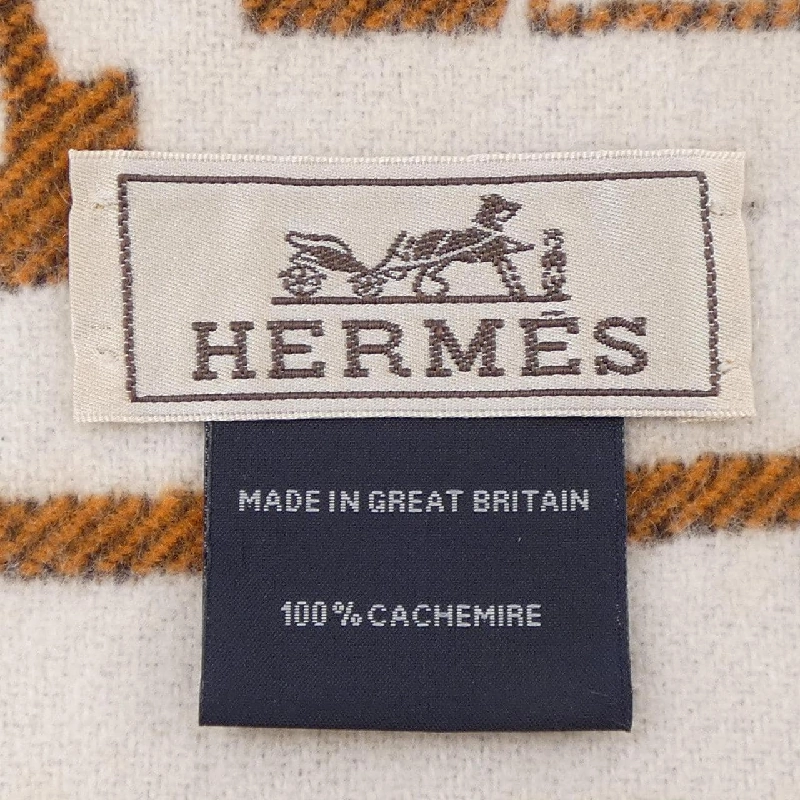 HERMÈS
MADE IN GREAT BRITAIN
100% CACHEMIRE